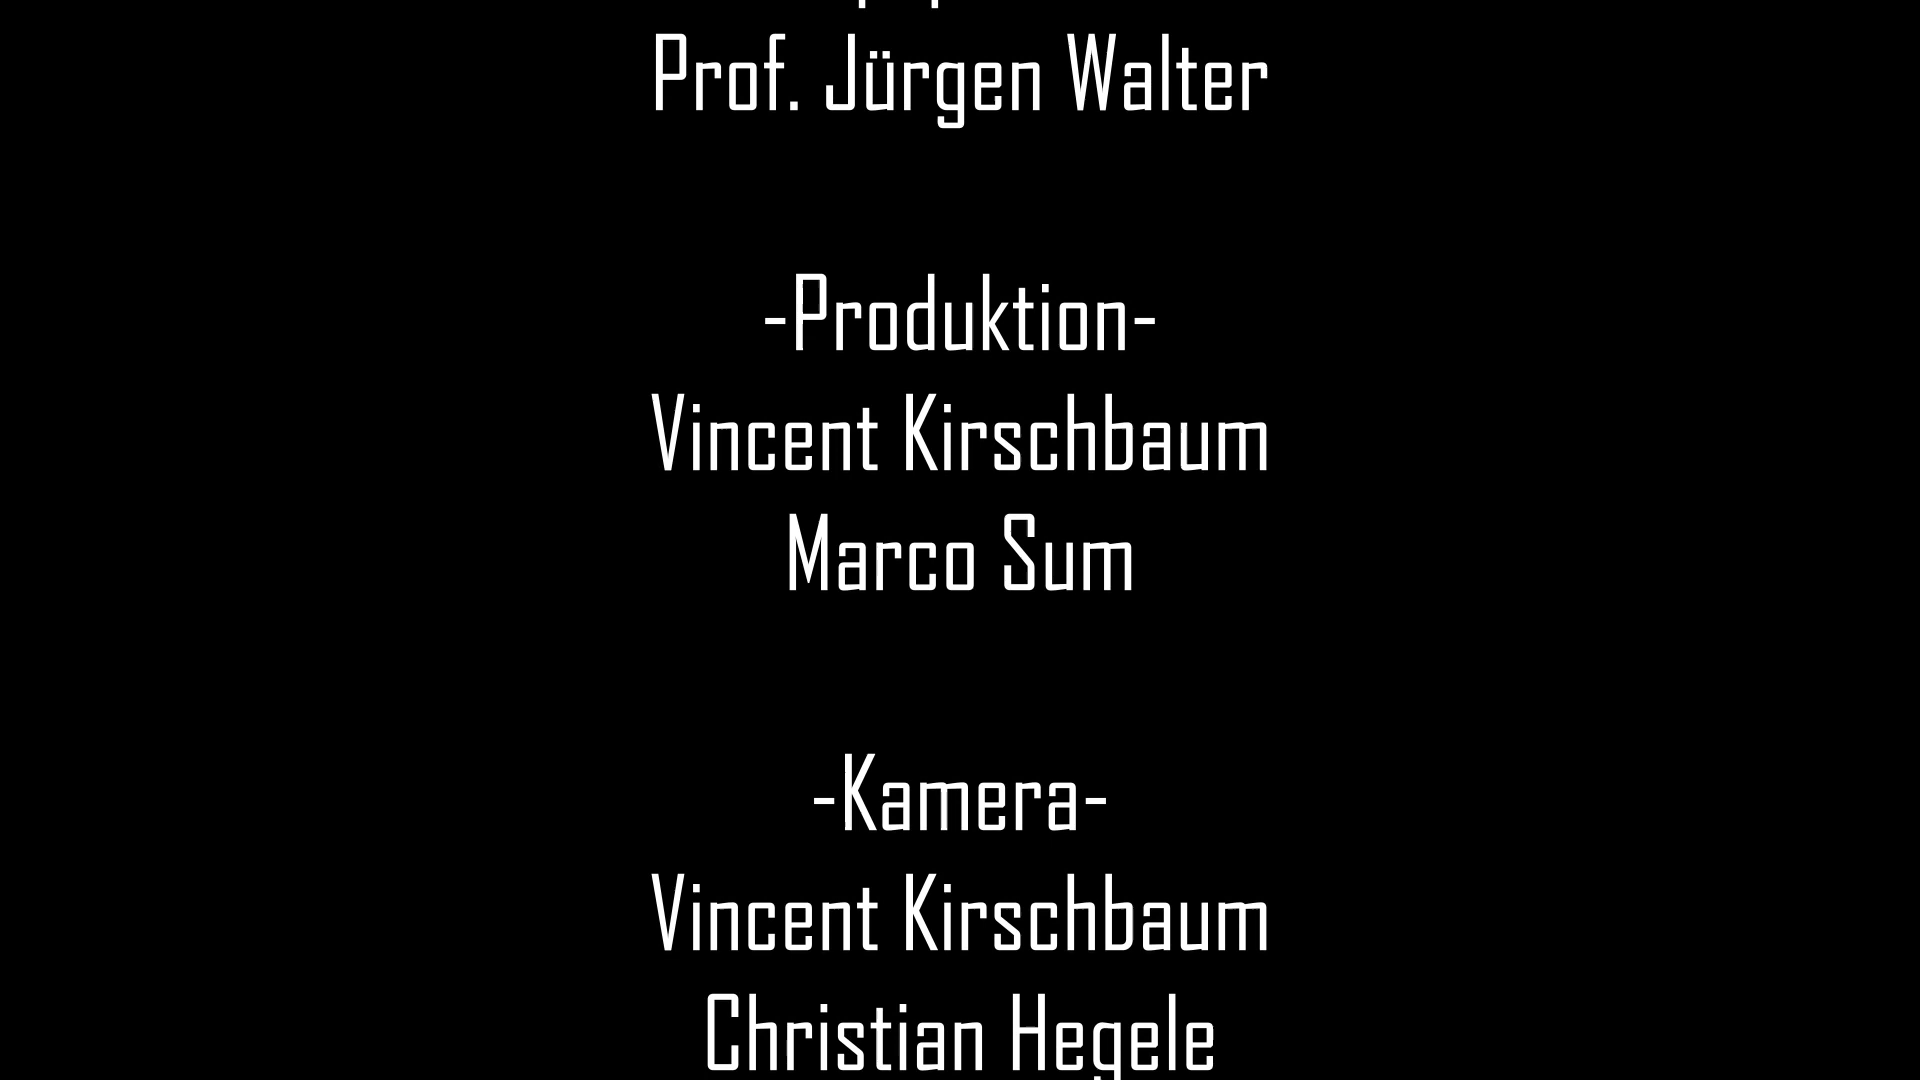 Prof. Jürgen Walter
-Produktion-
Vincent Kirschbaum
Marco Sum
-Kamera-
Vincent Kirschbaum
Christian Hegele